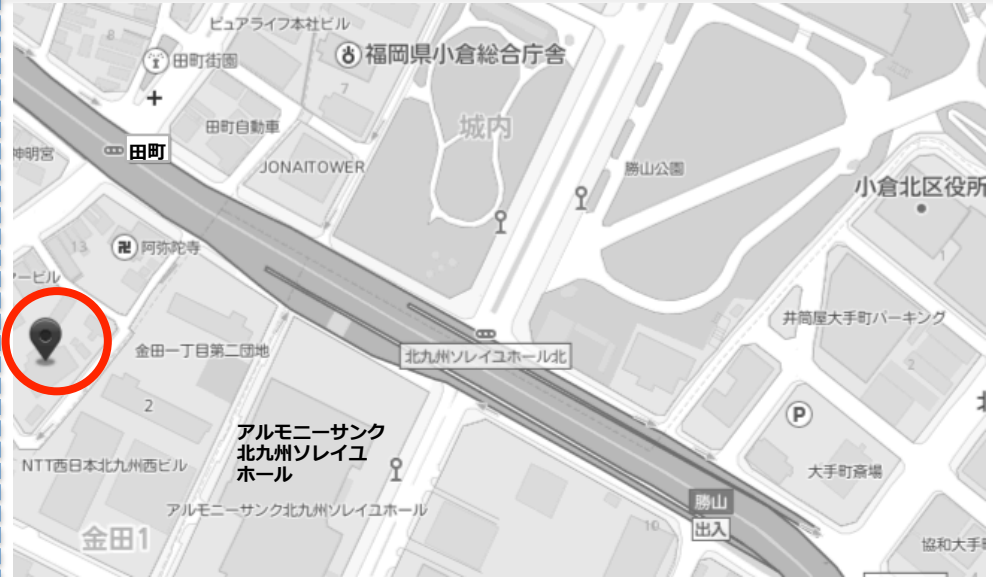 ピュアライフ本社ビル
8
田町街園
福岡県小倉総合庁舎
7
城内
田町自動車
田町
神明宮
JONAITOWER
勝山公園
小倉北区役所
13
卍
阿弥陀寺
1
井筒屋大手町パーキング
金田一丁目第二団地
北九州ソレイユホール北
2
2
P
アルモニーサンク
北九州ソレイユ
ホール
NTT西日本北九州西ビル
大手町斎場
勝山
アルモニーサンク北九州ソレイユホール
10
出入
金田1
協和大手